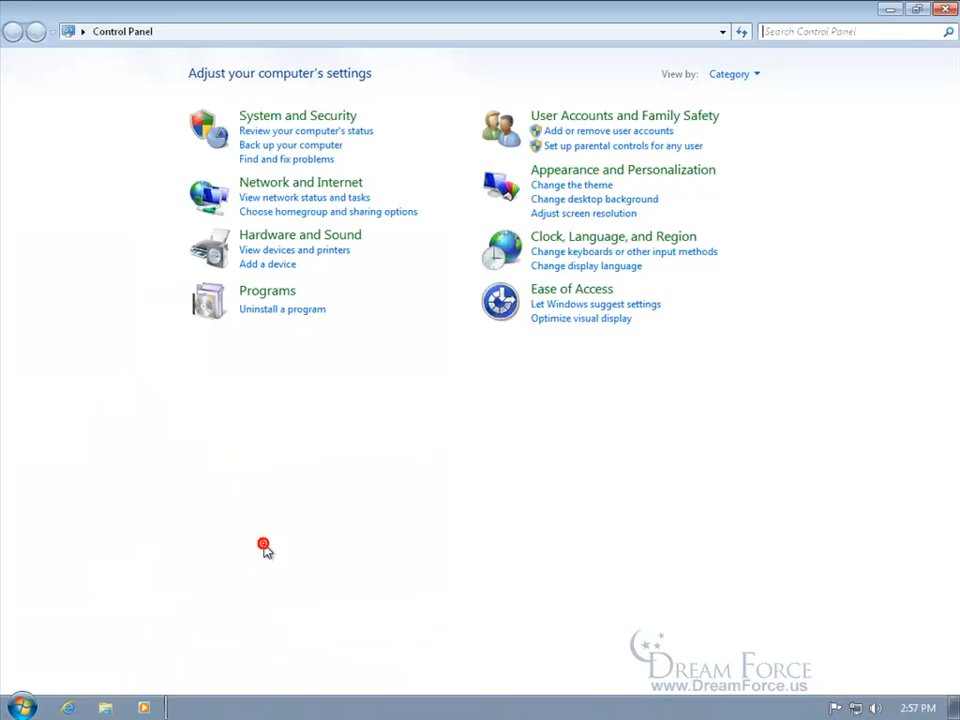 Control Panel
Search Control Panel
Adjust your computer's settings
View by: Category
System and Security
Review your computer's status
Back up your computer
Find and fix problems
Network and Internet
View network status and tasks
Choose homegroup and sharing options
Hardware and Sound
View devices and printers
Add a device
Programs
Uninstall a program
User Accounts and Family Safety
Add or remove user accounts
Set up parental controls for any user
Appearance and Personalization
Change the theme
Change desktop background
Adjust screen resolution
Clock, Language, and Region
Change keyboards or other input methods
Change display language
Ease of Access
Let Windows suggest settings
Optimize visual display
DREAM FORCE
www.DreamForce.us
2:57 PM